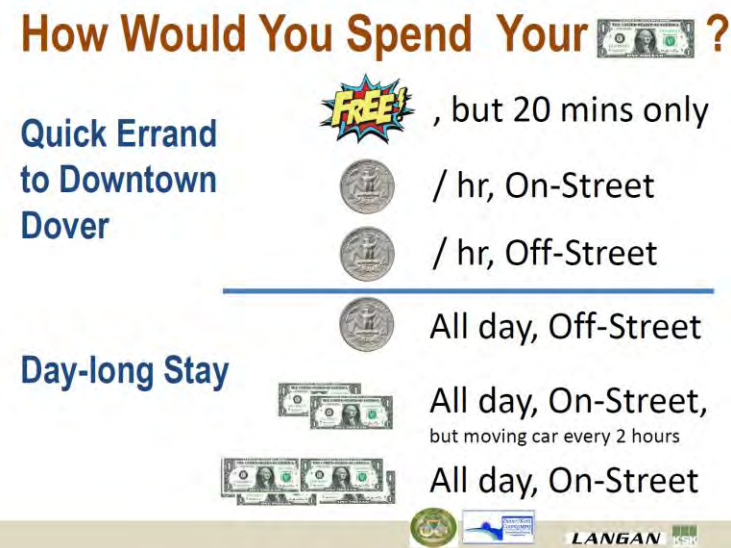 How Would You Spend Your ?
FREE!
, but 20 mins only
Quick Errand
to Downtown
Dover
/ hr, On-Street
/ hr, Off-Street
All day, Off-Street
Day-long Stay
All day, On-Street,
but moving car every 2 hours
All day, On-Street
LANGAN
KSK